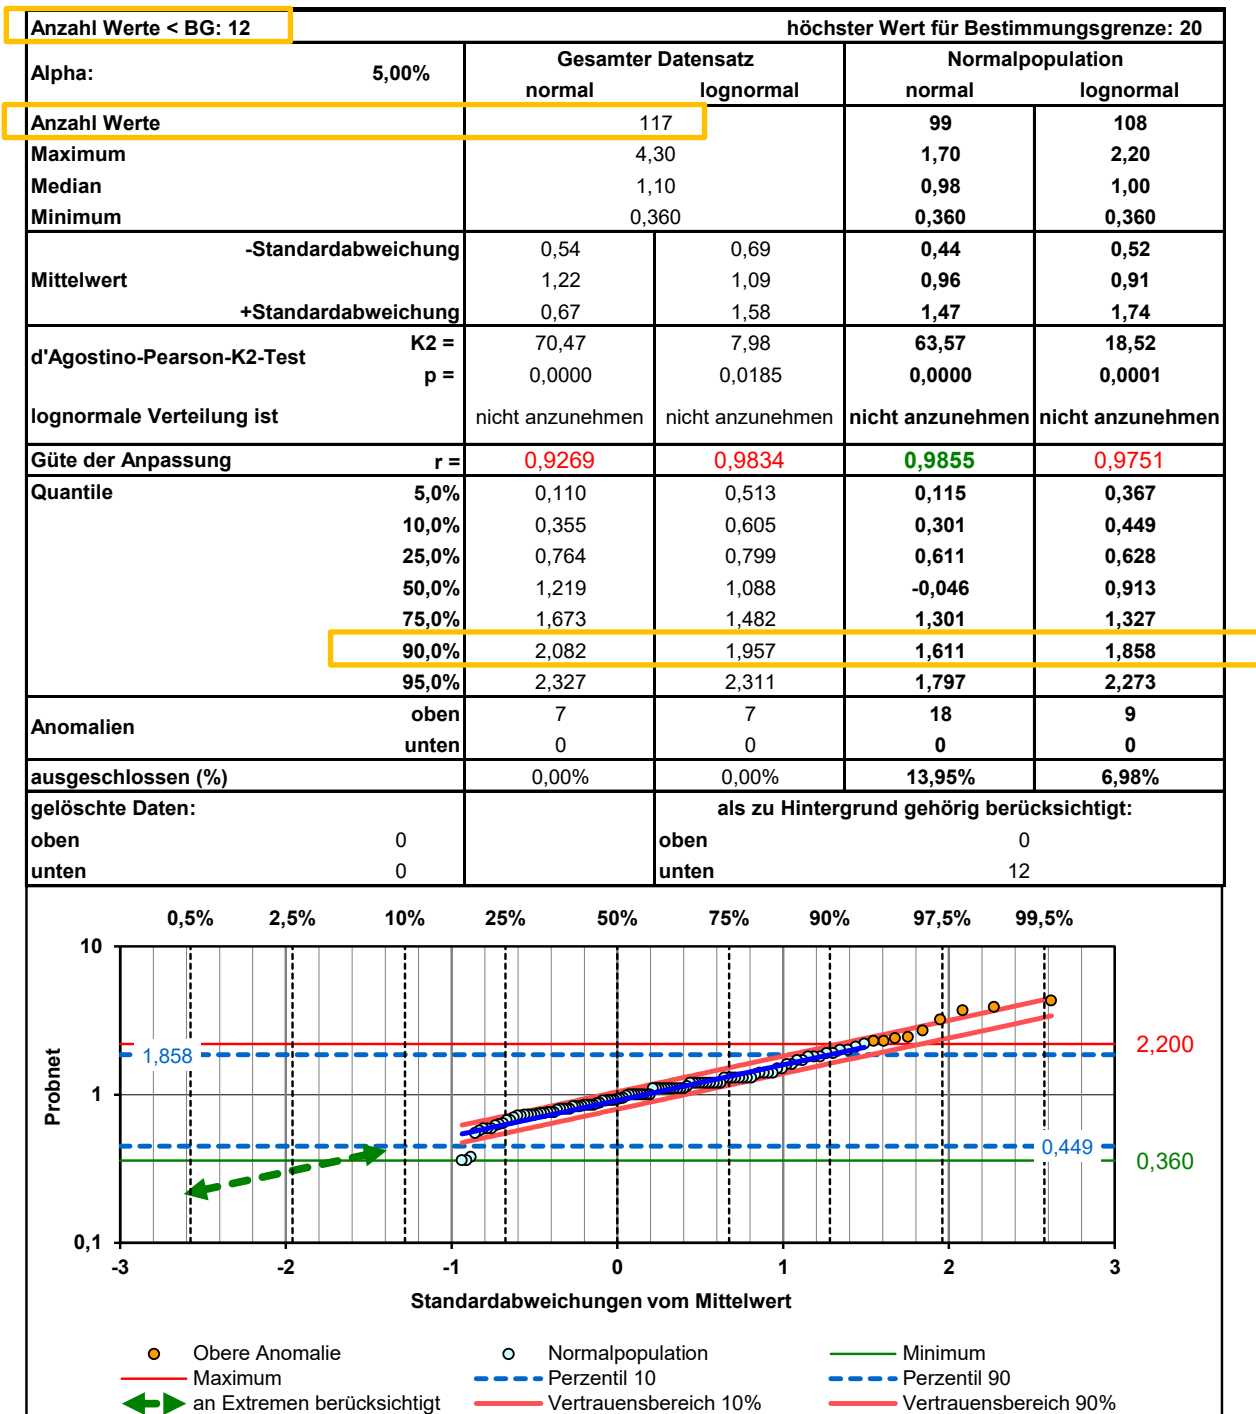 Anzahl Werte < BG: 12 höchster Wert für Bestimmungsgrenze: 20
Alpha: 5,00% Gesamter Datensatz Normalpopulation
normal lognormal normal lognormal
Anzahl Werte 117 99 108
Maximum 4,30 1,70 2,20
Median 1,10 0,98 1,00
Minimum 0,360 0,360 0,360
-Standardabweichung 0,54 0,69 0,44 0,52
Mittelwert 1,22 1,09 0,96 0,91
+Standardabweichung 0,67 1,58 1,47 1,74
d'Agostino-Pearson-K2-Test K2 = 70,47 7,98 63,57 18,52
p = 0,0000 0,0185 0,0000 0,0001
lognormale Verteilung ist nicht anzunehmen nicht anzunehmen nicht anzunehmen nicht anzunehmen
Güte der Anpassung r = 0,9269 0,9834 0,9855 0,9751
Quantile 5,0% 0,110 0,513 0,115 0,367
10,0% 0,355 0,605 0,301 0,449
25,0% 0,764 0,799 0,611 0,628
50,0% 1,219 1,088 -0,046 0,913
75,0% 1,673 1,482 1,301 1,327
90,0% 2,082 1,957 1,611 1,858
95,0% 2,327 2,311 1,797 2,273
Anomalien oben 7 7 18 9
unten 0 0 0 0
ausgeschlossen (%) 0,00% 0,00% 13,95% 6,98%
gelöschte Daten: als zu Hintergrund gehörig berücksichtigt:
oben 0 oben 0
unten 0 unten 12
0,5% 2,5% 10% 25% 50% 75% 90% 97,5% 99,5%
10
2,200
1,858
Probnet
1
0,449
0,360
0,1
-3 -2 -1 0 1 2 3
Standardabweichungen vom Mittelwert
Obere Anomalie Normalpopulation Minimum
Maximum Perzentil 10 Perzentil 90
an Extremen berücksichtigt Vertrauensbereich 10% Vertrauensbereich 90%